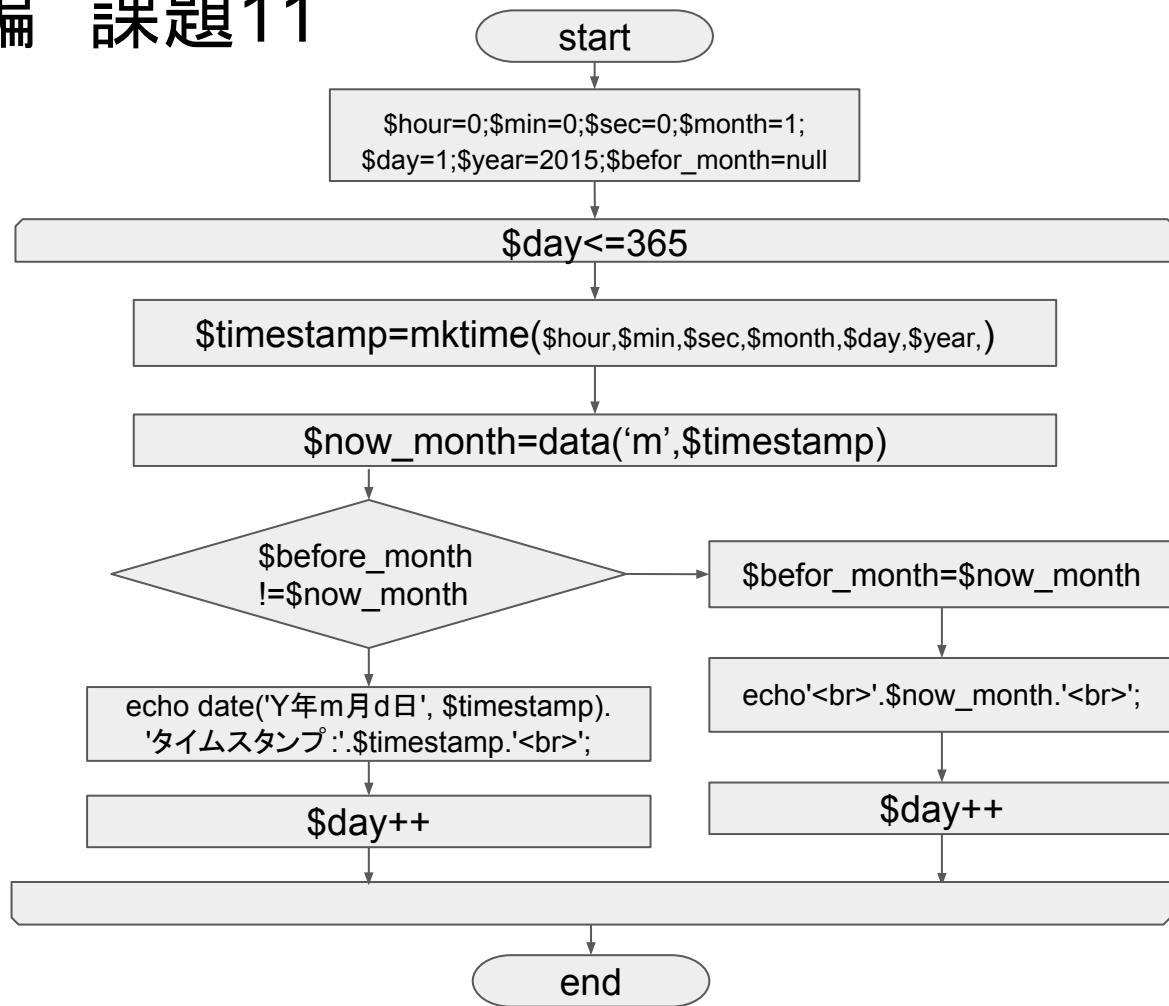 編 課題11
start
$hour=0;$min=0;$sec=0;$month=1;
$day=1;$year=2015;$befor_month=null
$day<=365
$timestamp=mktime($hour,$min,$sec,$month,$day,$year,)
$now_month=data(‘m’,$timestamp)
$before_month
!=$now_month
$befor_month=$now_month
echo'<br>'.$now_month.'<br>';
$day++
echo date('Y年m月d日', $timestamp).
'タイムスタンプ:'.$timestamp.'<br>';
$day++
end